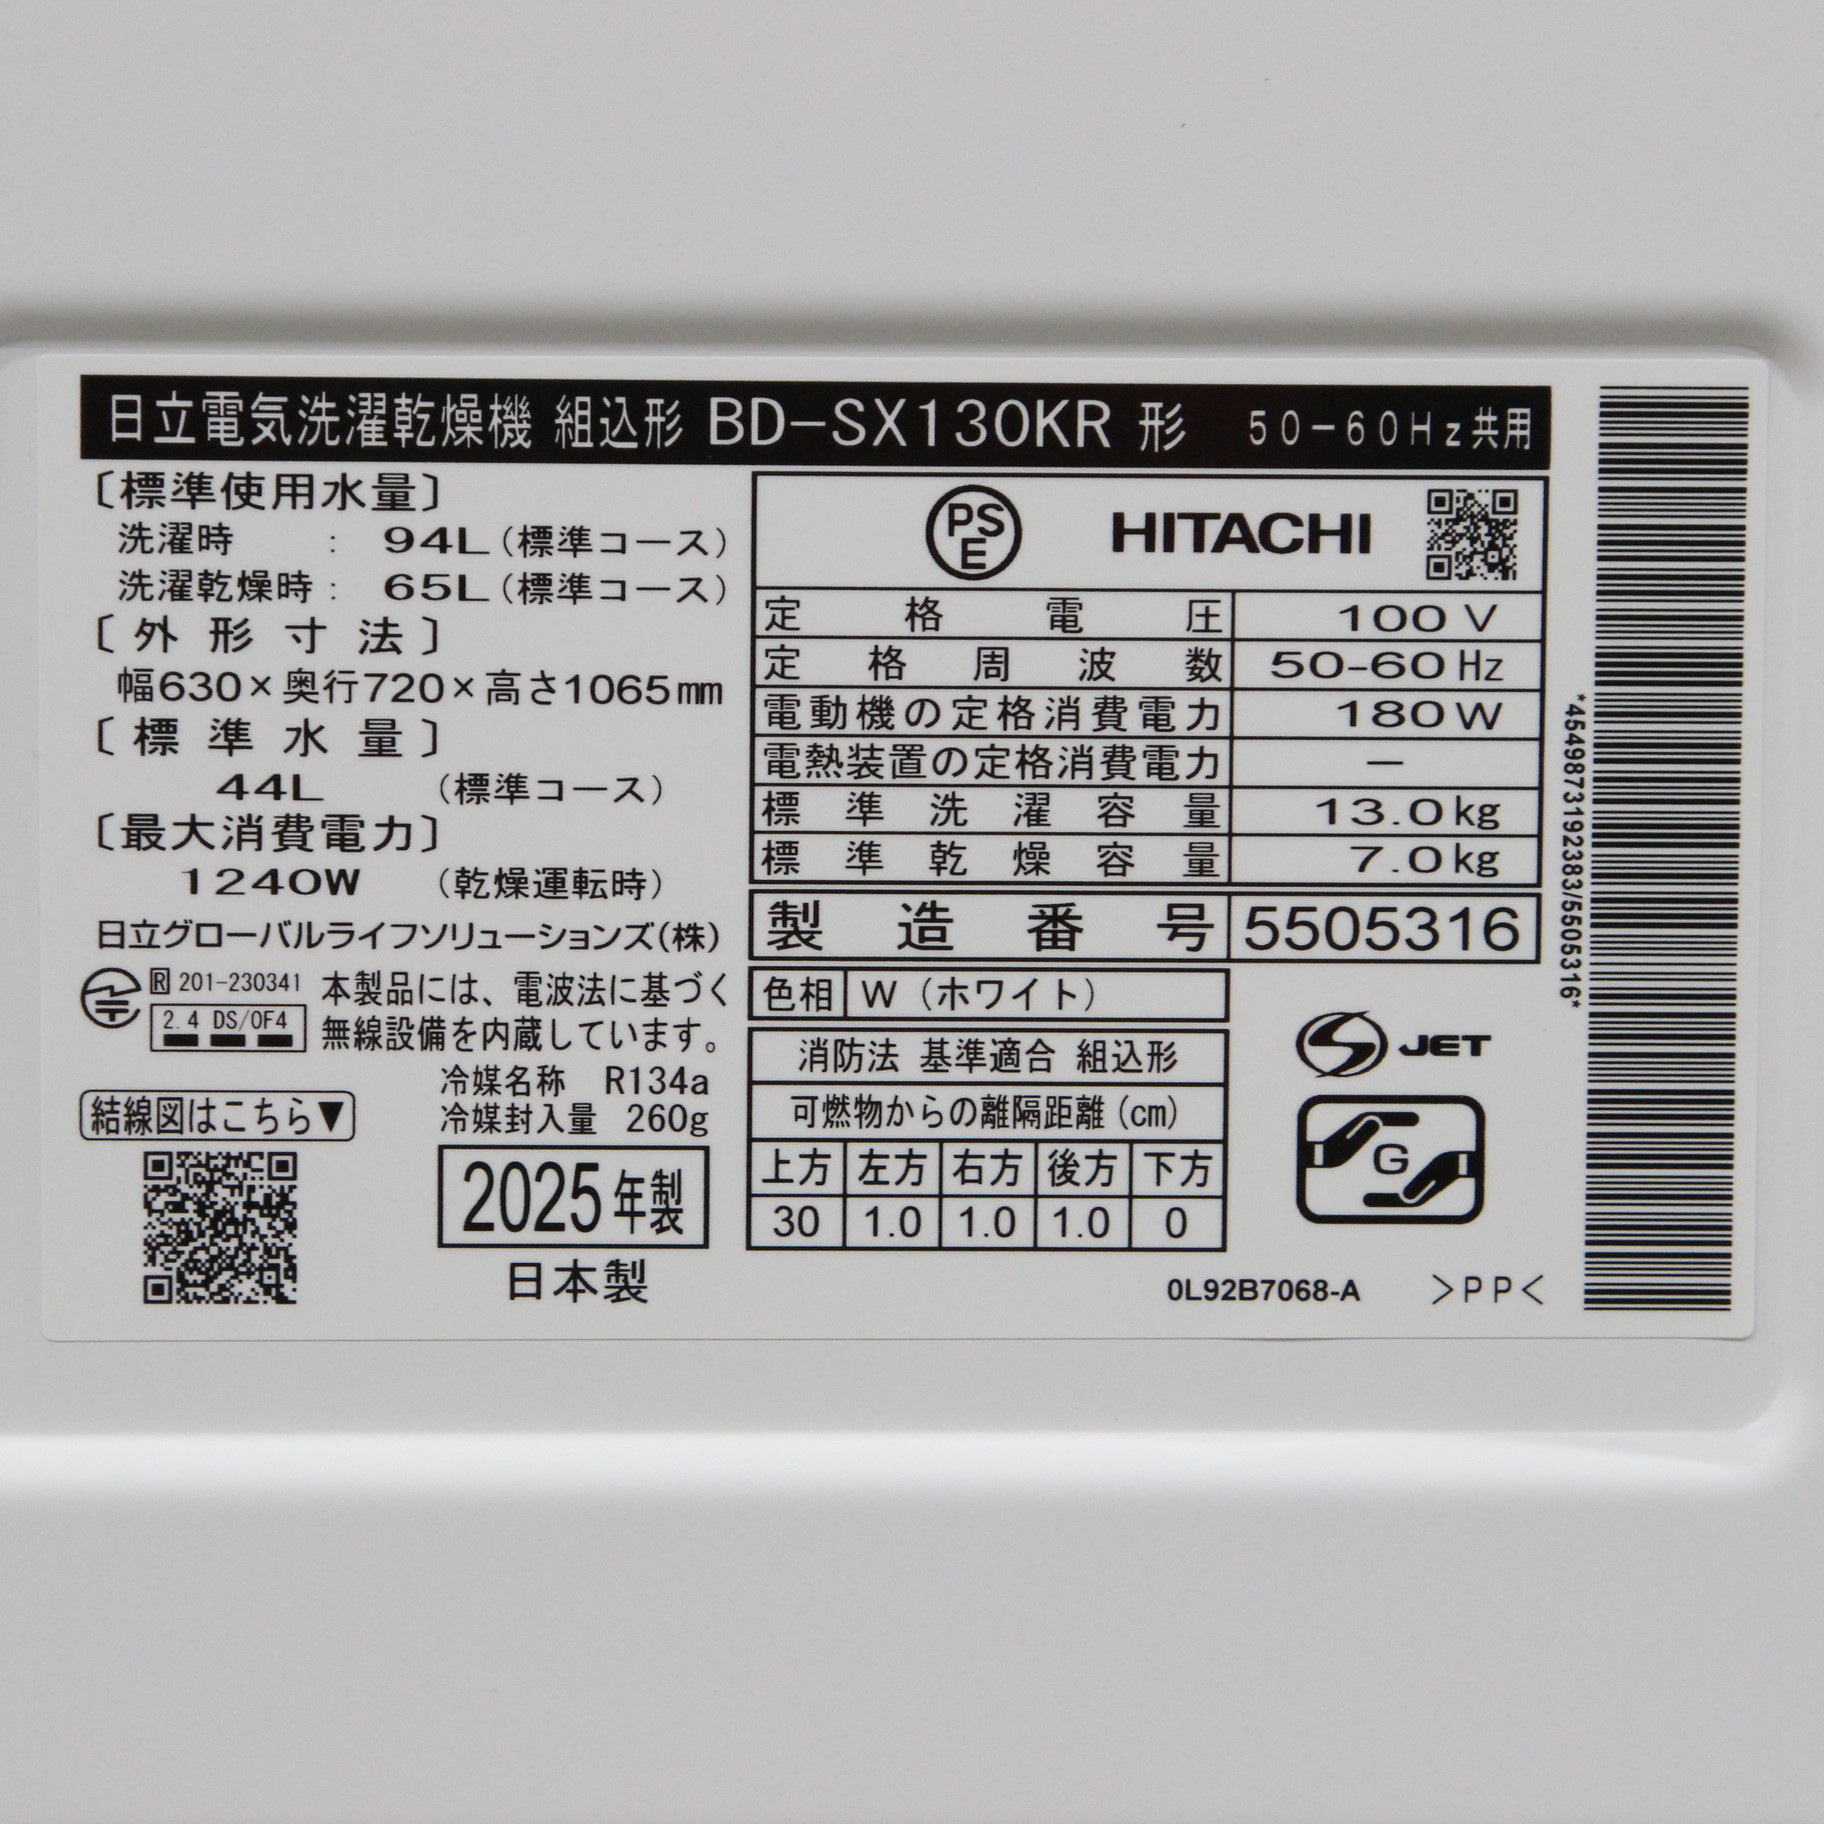 日立電気洗濯乾燥機 組込形 BD-SX130KR 形 50-60Hz共用
〔標準使用水量〕
洗濯時 : 94L(標準コース)
洗濯乾燥時: 65L(標準コース)
〔外形寸法〕
幅630×奥行720×高さ1065mm
〔標準水量〕
44L (標準コース)
〔最大消費電力〕
1240W (乾燥運転時)
日立グローバルライフソリューションズ(株)
R 201-230341
2.4 DS/OF4
本製品には、電波法に基づく
無線設備を内蔵しています。
冷媒名称 R134a
冷媒封入量 260g
結線図はこちら▼
2025年製
日本製
PSE HITACHI
定格電圧 100V
定格周波数 50-60Hz
電動機の定格消費電力 180W
電熱装置の定格消費電力 ―
標準洗濯容量 13.0kg
標準乾燥容量 7.0kg
製造番号 5505316
色相 W(ホワイト)
消防法 基準適合 組込形
可燃物からの離隔距離(cm)
上方 左方 右方 後方 下方
30 1.0 1.0 1.0 0
S JET
G
0L92B7068-A >PP<
*4549873192383/5505316*